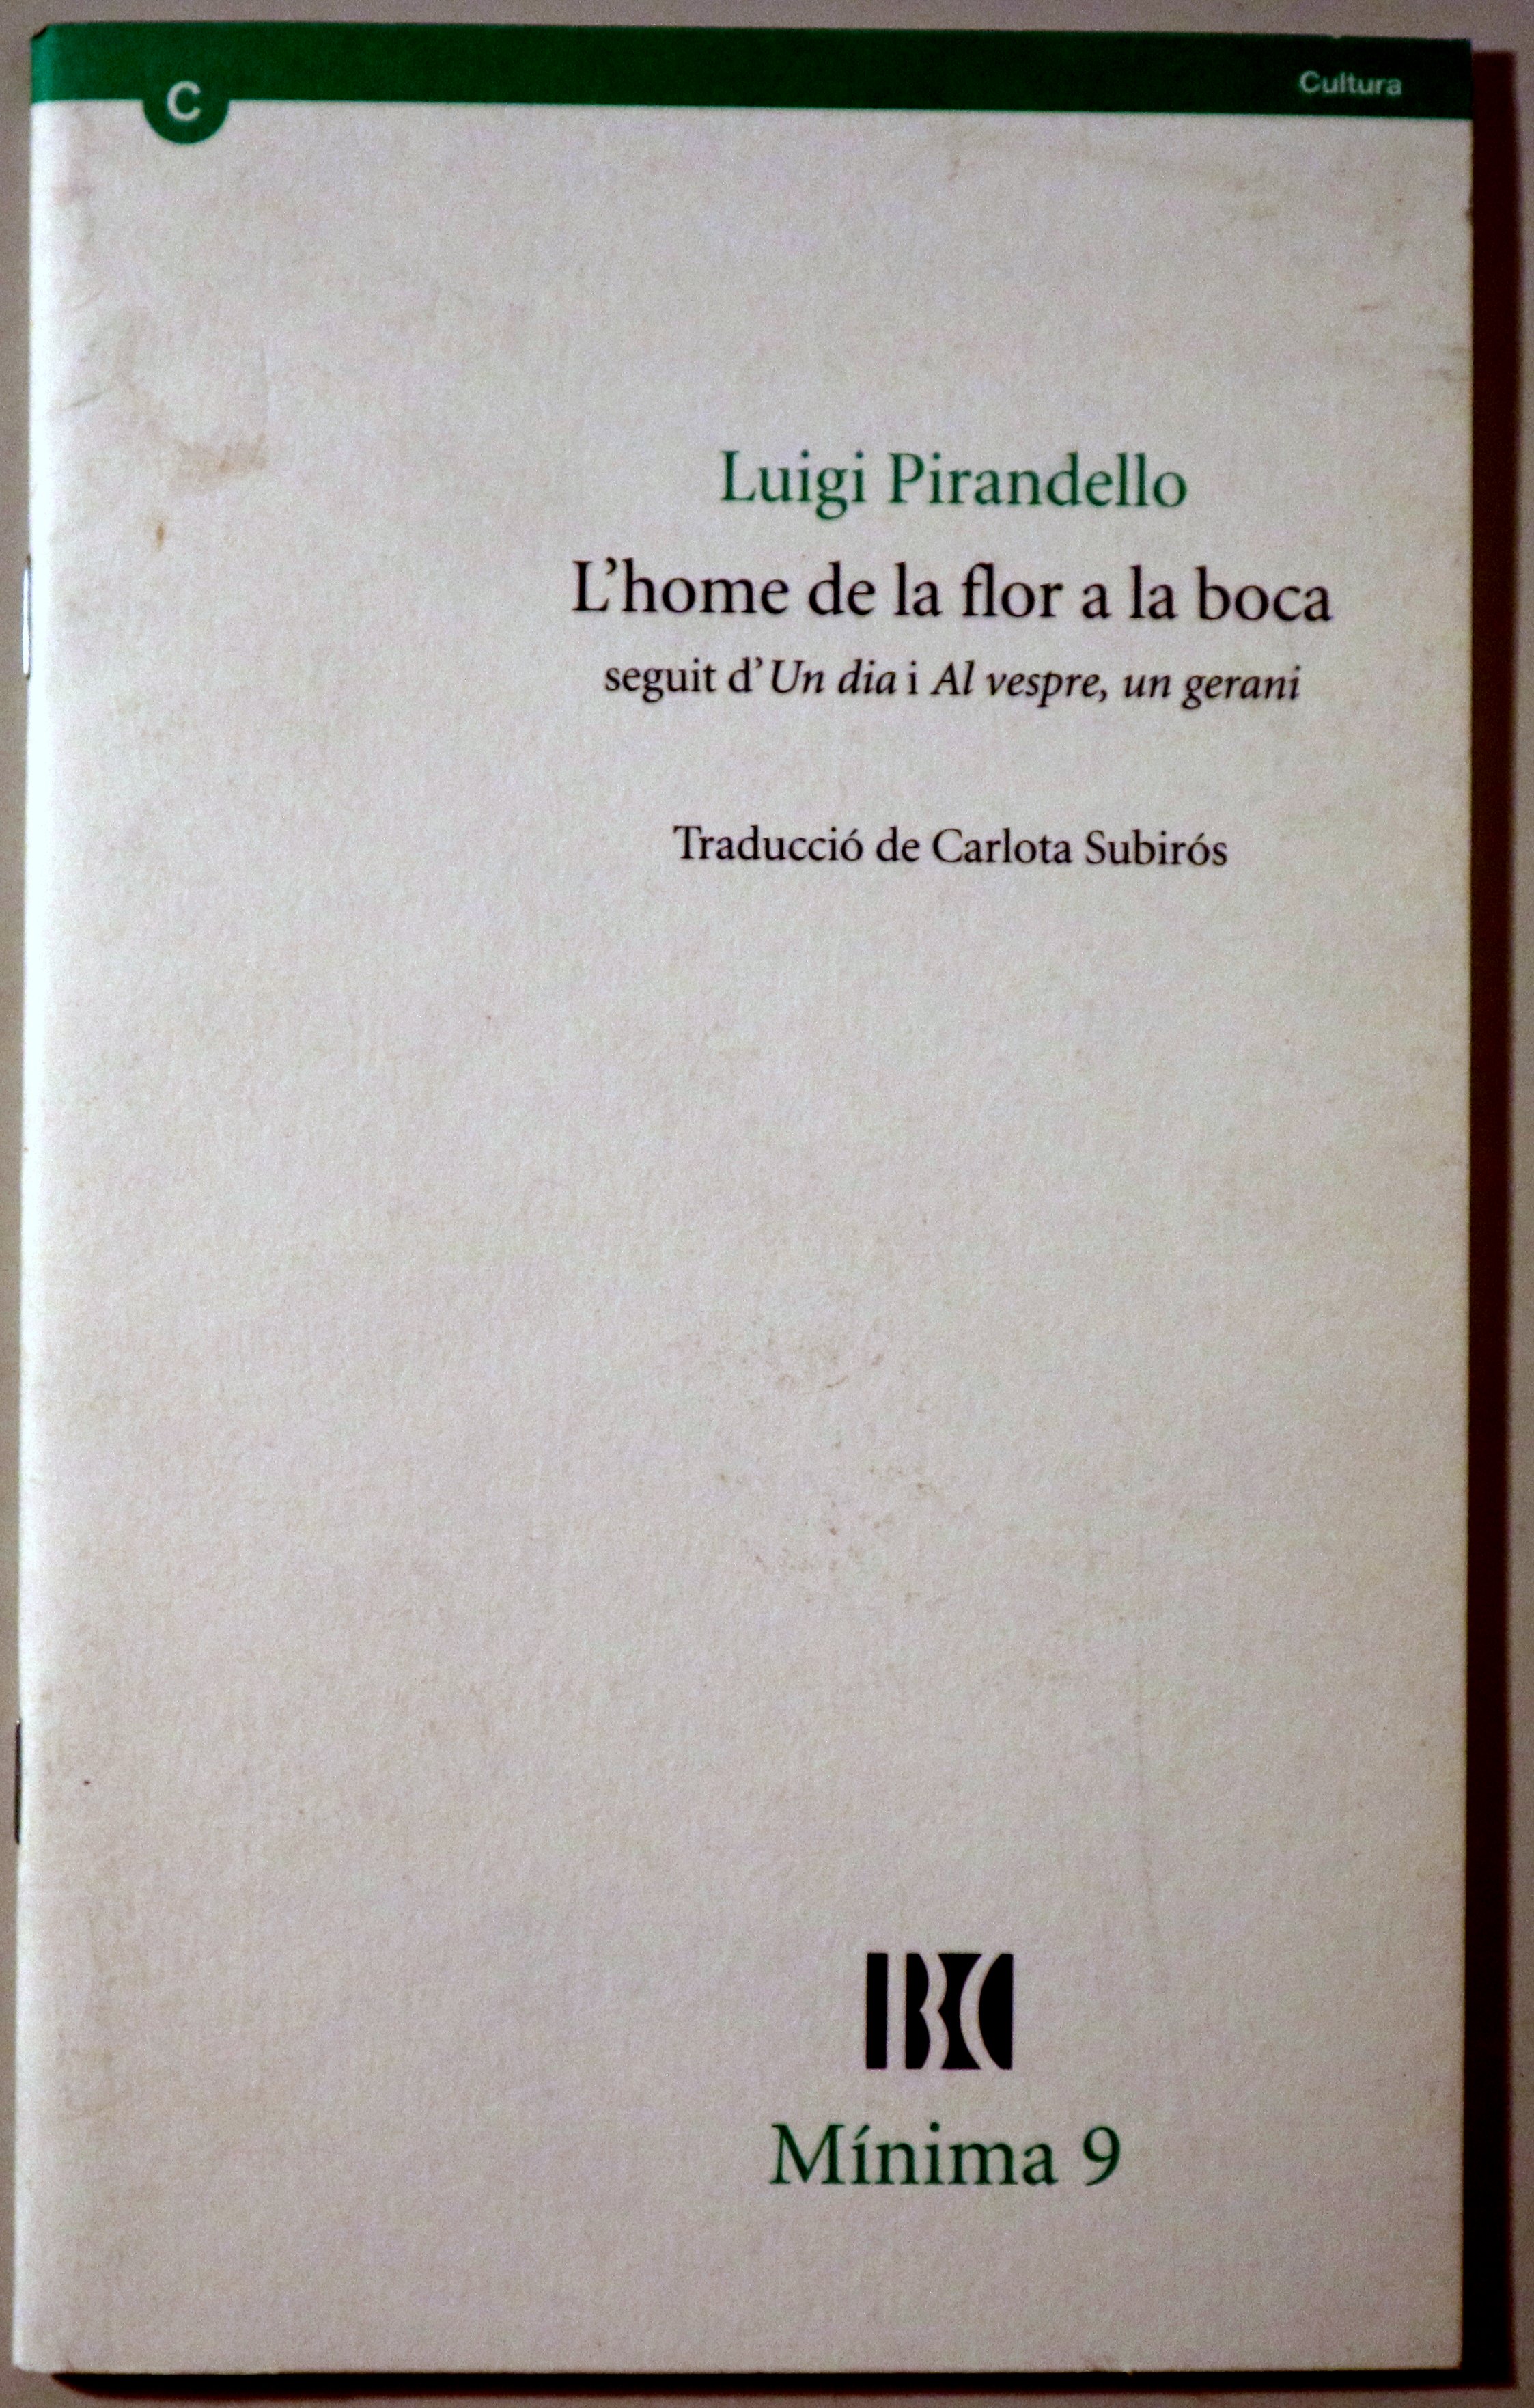 C
Cultura
Luigi Pirandello
L'home de la flor a la boca
seguit d'Un dia i Al vespre, un gerani
Traducció de Carlota Subirós
Mínima 9